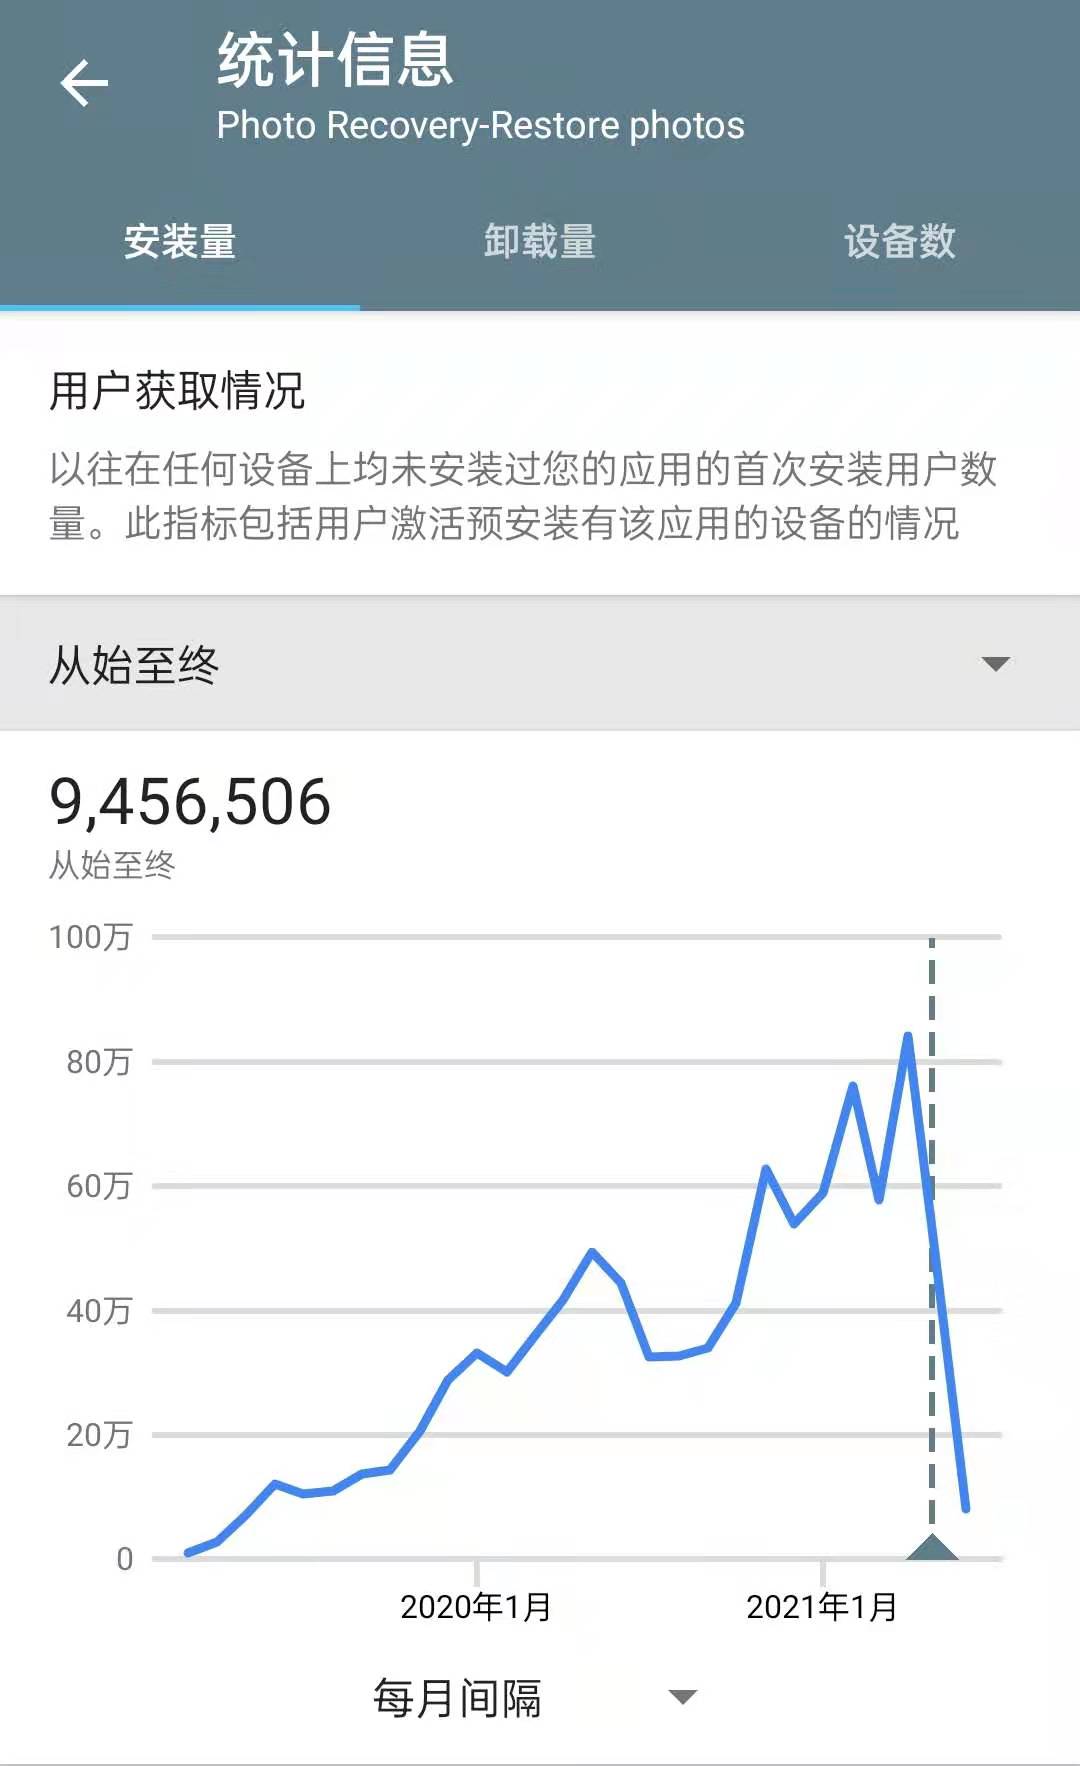 统计信息
Photo Recovery-Restore photos
安装量
卸载量
设备数
用户获取情况
以往在任何设备上均未安装过您的应用的首次安装用户数
量。此指标包括用户激活预安装有该应用的设备的情况
从始至终
9,456,506
从始至终
100万
80万
60万
40万
20万
0
2020年1月
2021年1月
每月间隔